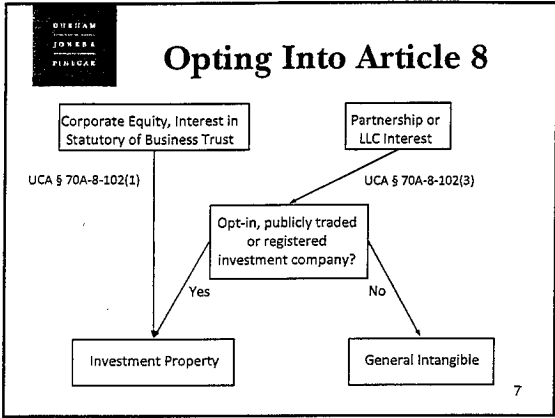 DURHAM
JONES &
PINEGAR
Opting Into Article 8
Corporate Equity, Interest in
Statutory of Business Trust
Partnership or
LLC Interest
UCA § 70A-8-102(1)
UCA § 70A-8-102(3)
Opt-in, publicly traded
or registered
investment company?
Yes
No
Investment Property
General Intangible
7